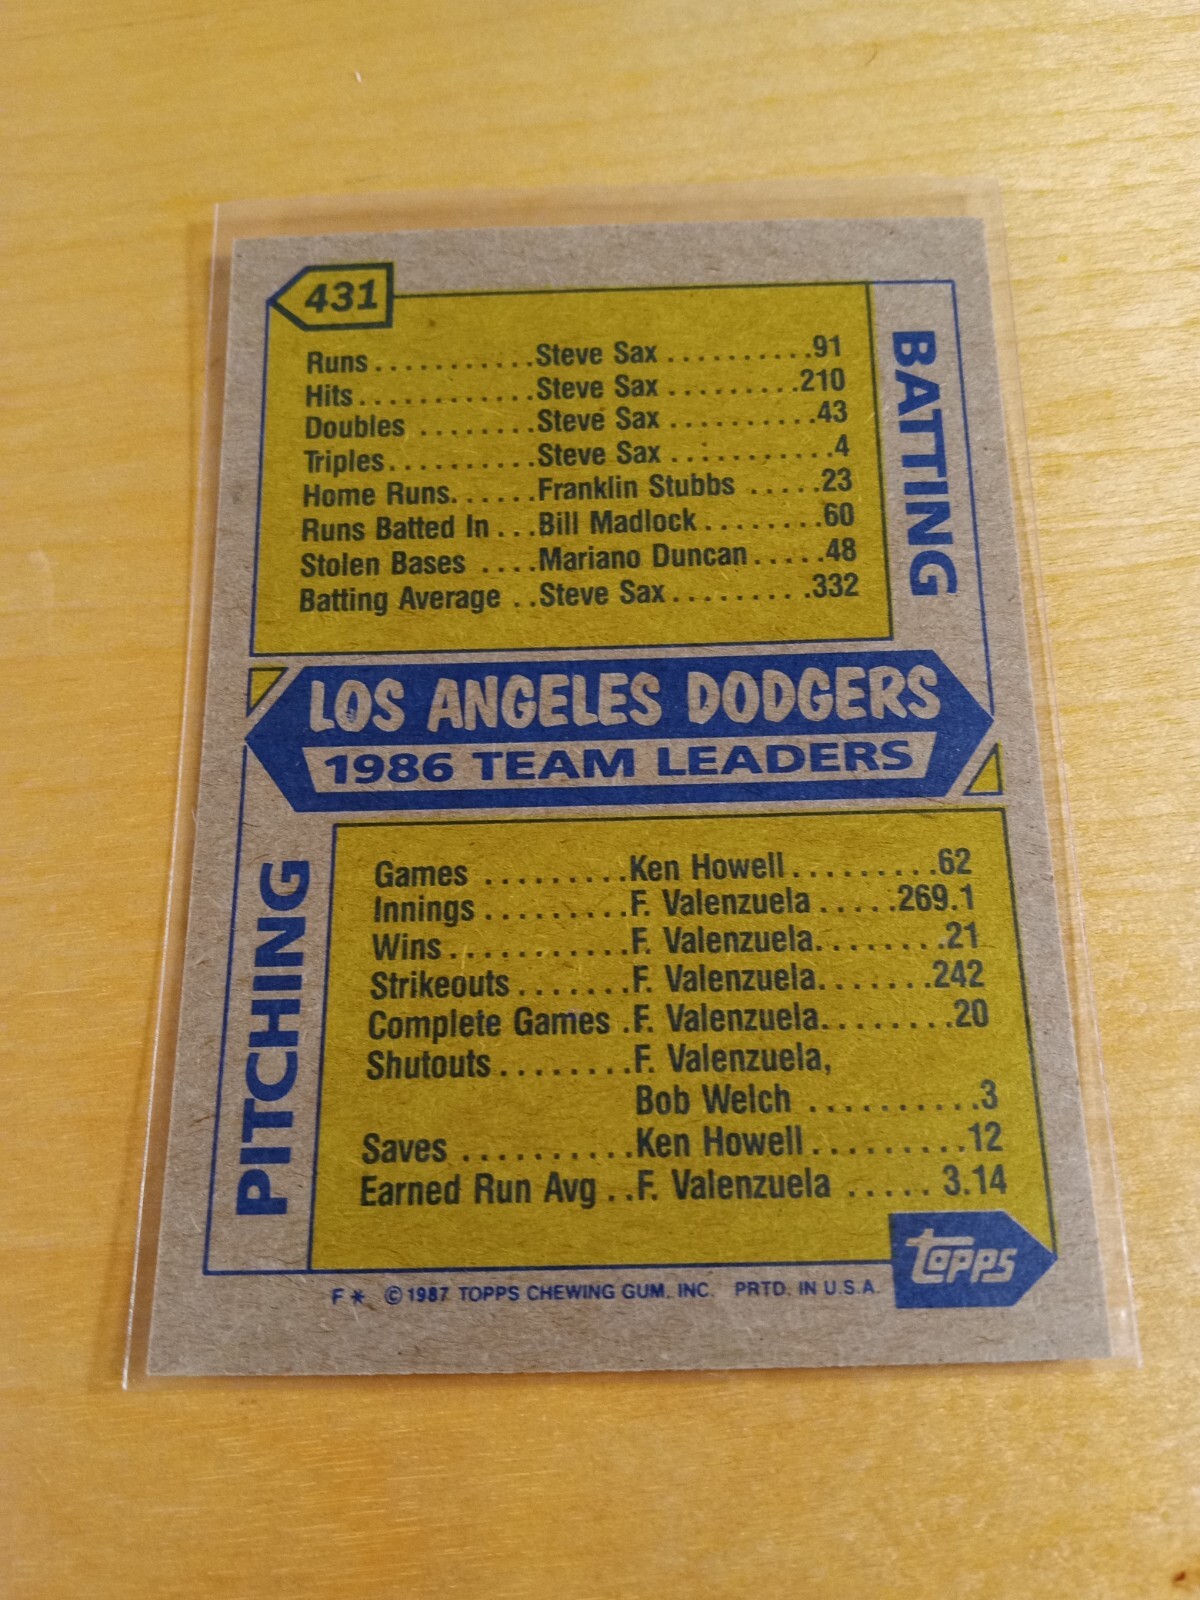 431
BATTING
Runs...........Steve Sax..........91
Hits............Steve Sax.........210
Doubles ........Steve Sax..........43
Triples..........Steve Sax...........4
Home Runs......Franklin Stubbs .....23
Runs Batted In...Bill Madlock........60
Stolen Bases ....Mariano Duncan.....48
Batting Average ..Steve Sax.........332
LOS ANGELES DODGERS
1986 TEAM LEADERS
PITCHING
Games .........Ken Howell.........62
Innings..........F. Valenzuela.....269.1
Wins............F. Valenzuela........21
Strikeouts.......F. Valenzuela.......242
Complete Games .F. Valenzuela........20
Shutouts........F. Valenzuela,
Bob Welch ..........3
Saves ..........Ken Howell..........12
Earned Run Avg..F. Valenzuela .....3.14
topps
F* ©1987 TOPPS CHEWING GUM, INC. PRTD. IN U.S.A.